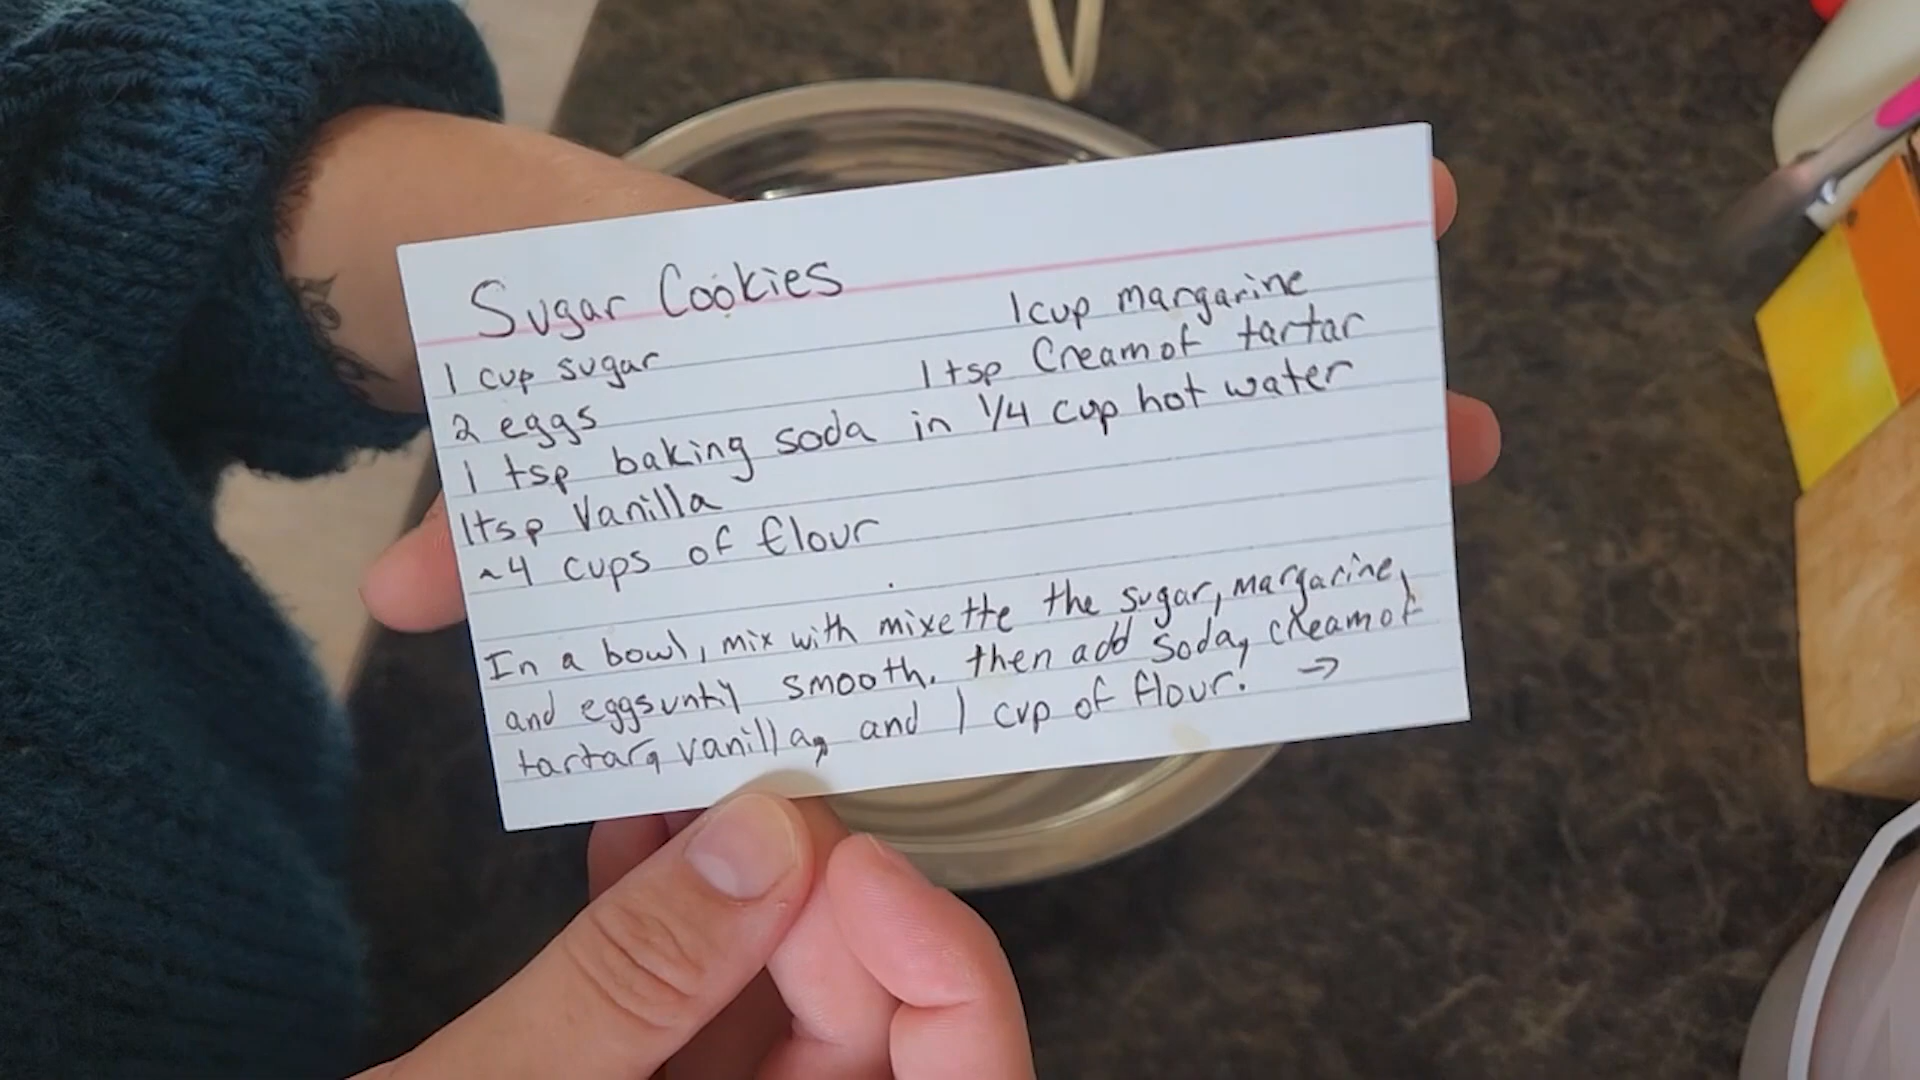 Sugar Cookies
1 cup sugar 1cup margarine
2 eggs 1 tsp Cream of tartar
1 tsp baking soda in 1/4 cup hot water
1tsp Vanilla
~4 cups of flour
In a bowl, mix with mixette the sugar, margarine,
and eggs until smooth. then add soda, cream of
tartar, vanilla, and 1 cup of flour. →